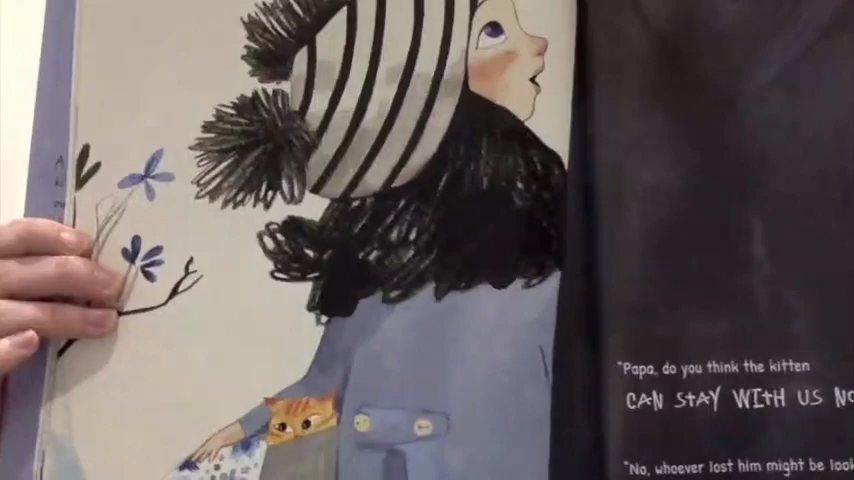 "Papa, do you think the kitten
CAN STAY WITH US
"No, whoever lost him might be